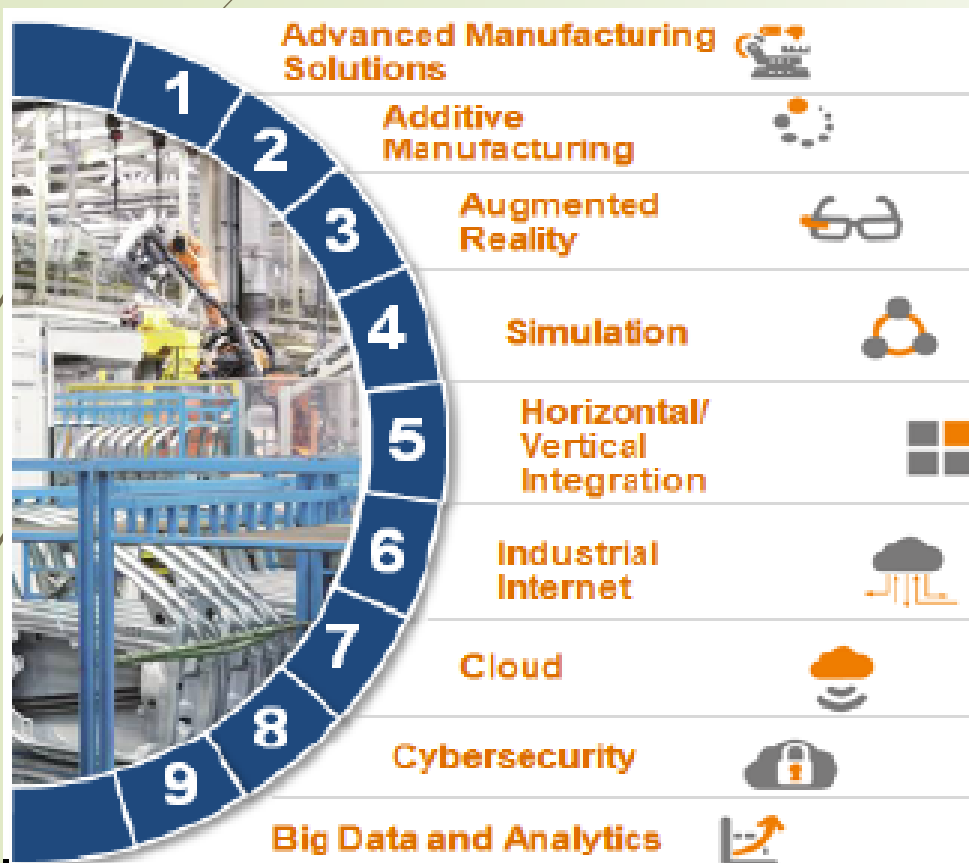 1
Advanced Manufacturing
Solutions
2
Additive
Manufacturing
3
Augmented
Reality
4
Simulation
5
Horizontal/
Vertical
Integration
6
Industrial
Internet
7
Cloud
8
Cybersecurity
9
Big Data and Analytics